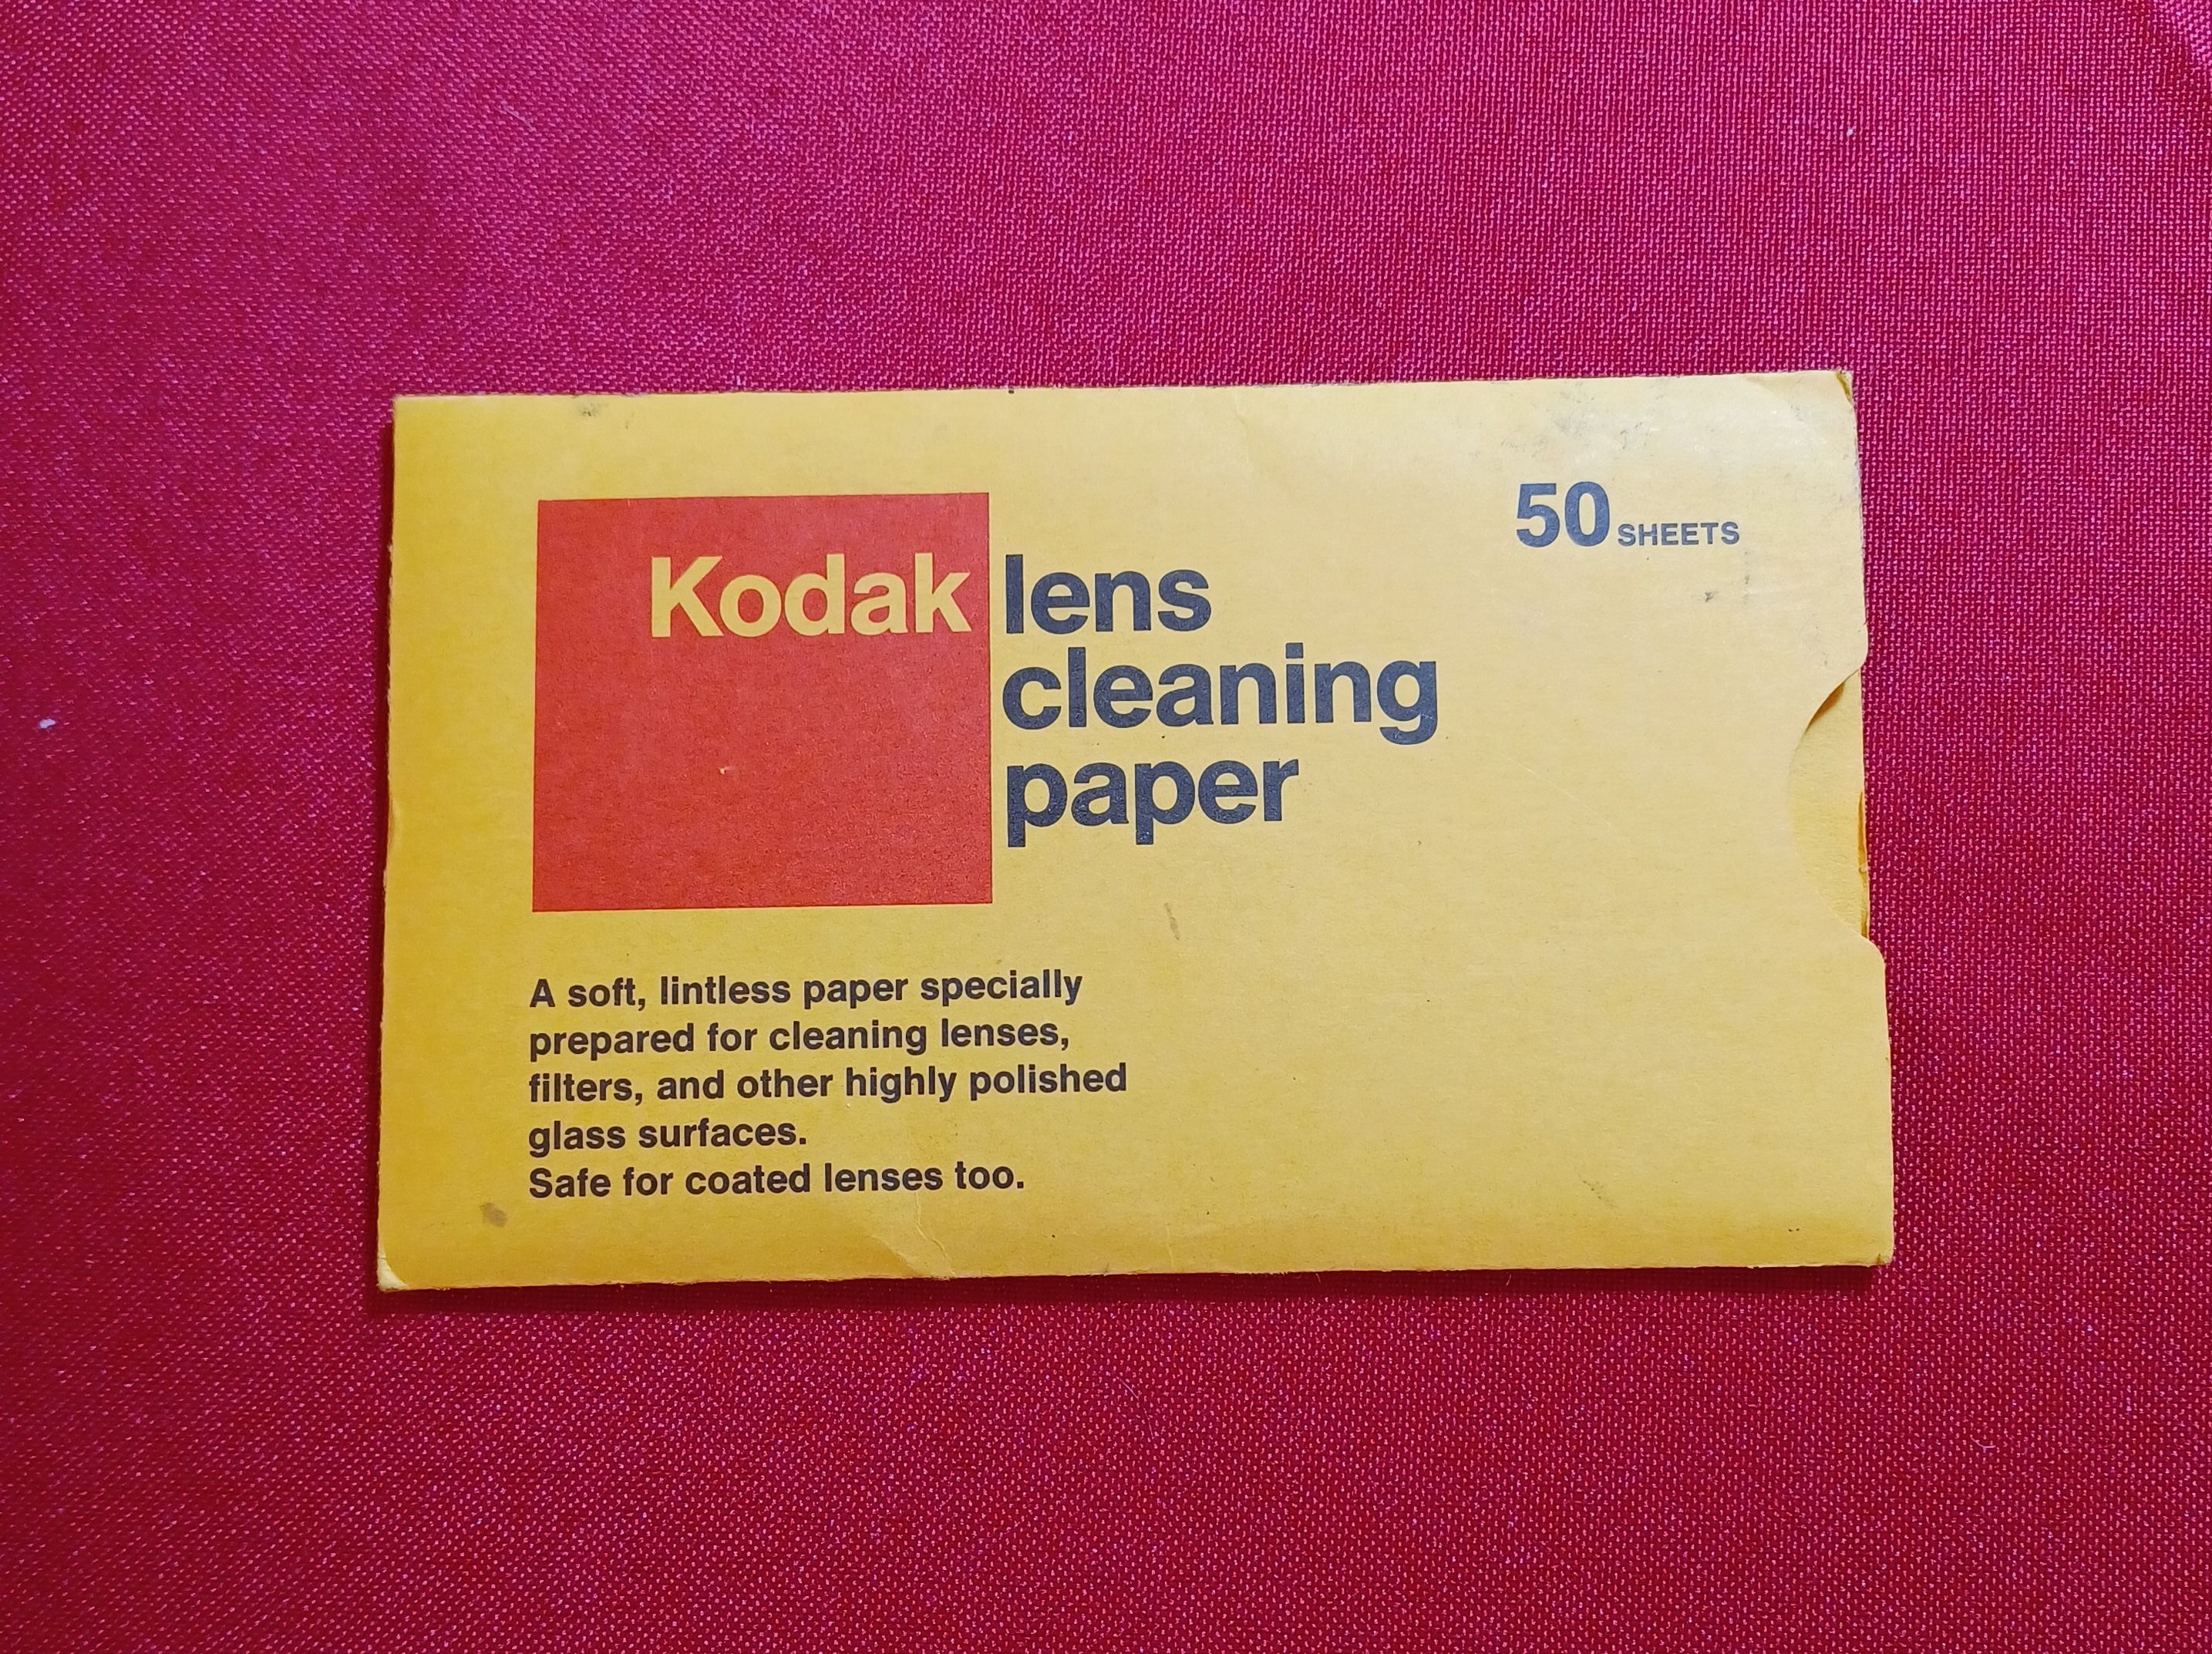 50 SHEETS
Kodak lens
cleaning
paper
A soft, lintless paper specially
prepared for cleaning lenses,
filters, and other highly polished
glass surfaces.
Safe for coated lenses too.